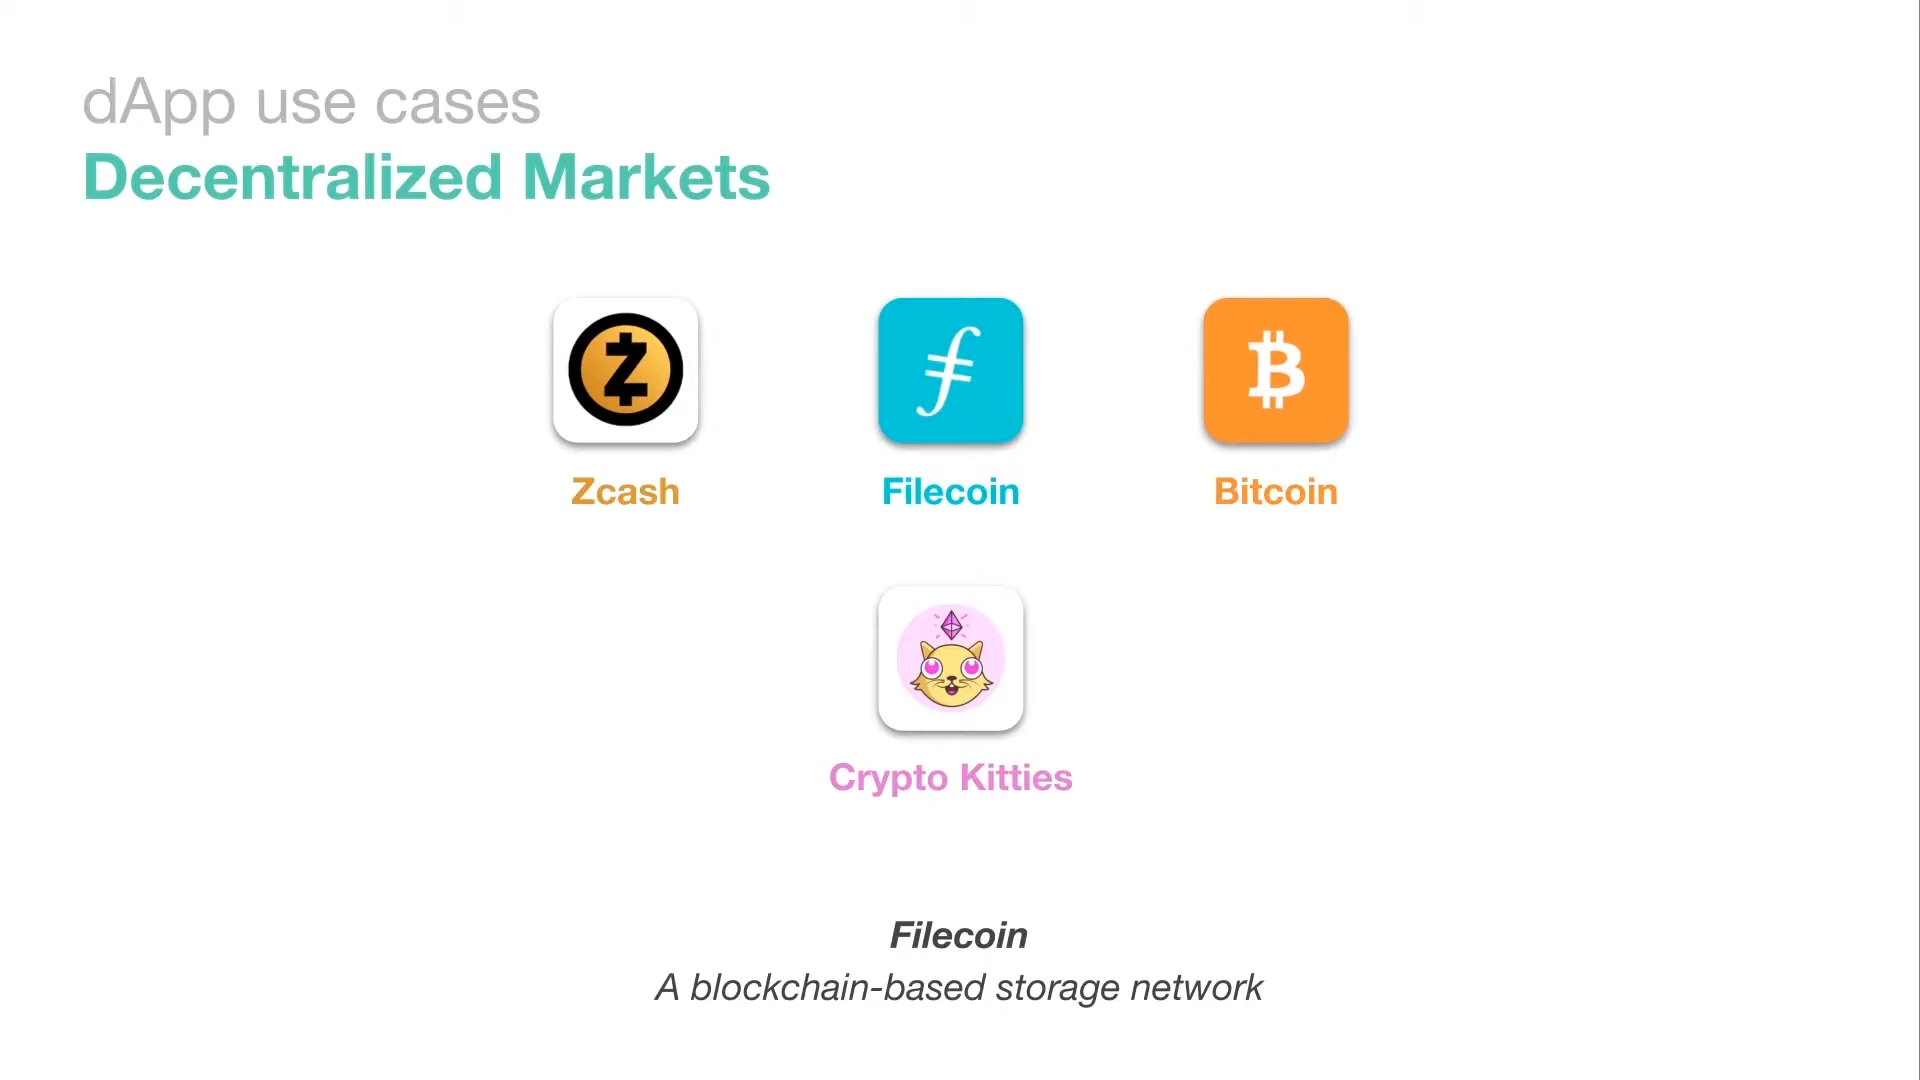 dApp use cases
Decentralized Markets
Zcash
Filecoin
Bitcoin
Crypto Kitties
Filecoin
A blockchain-based storage network